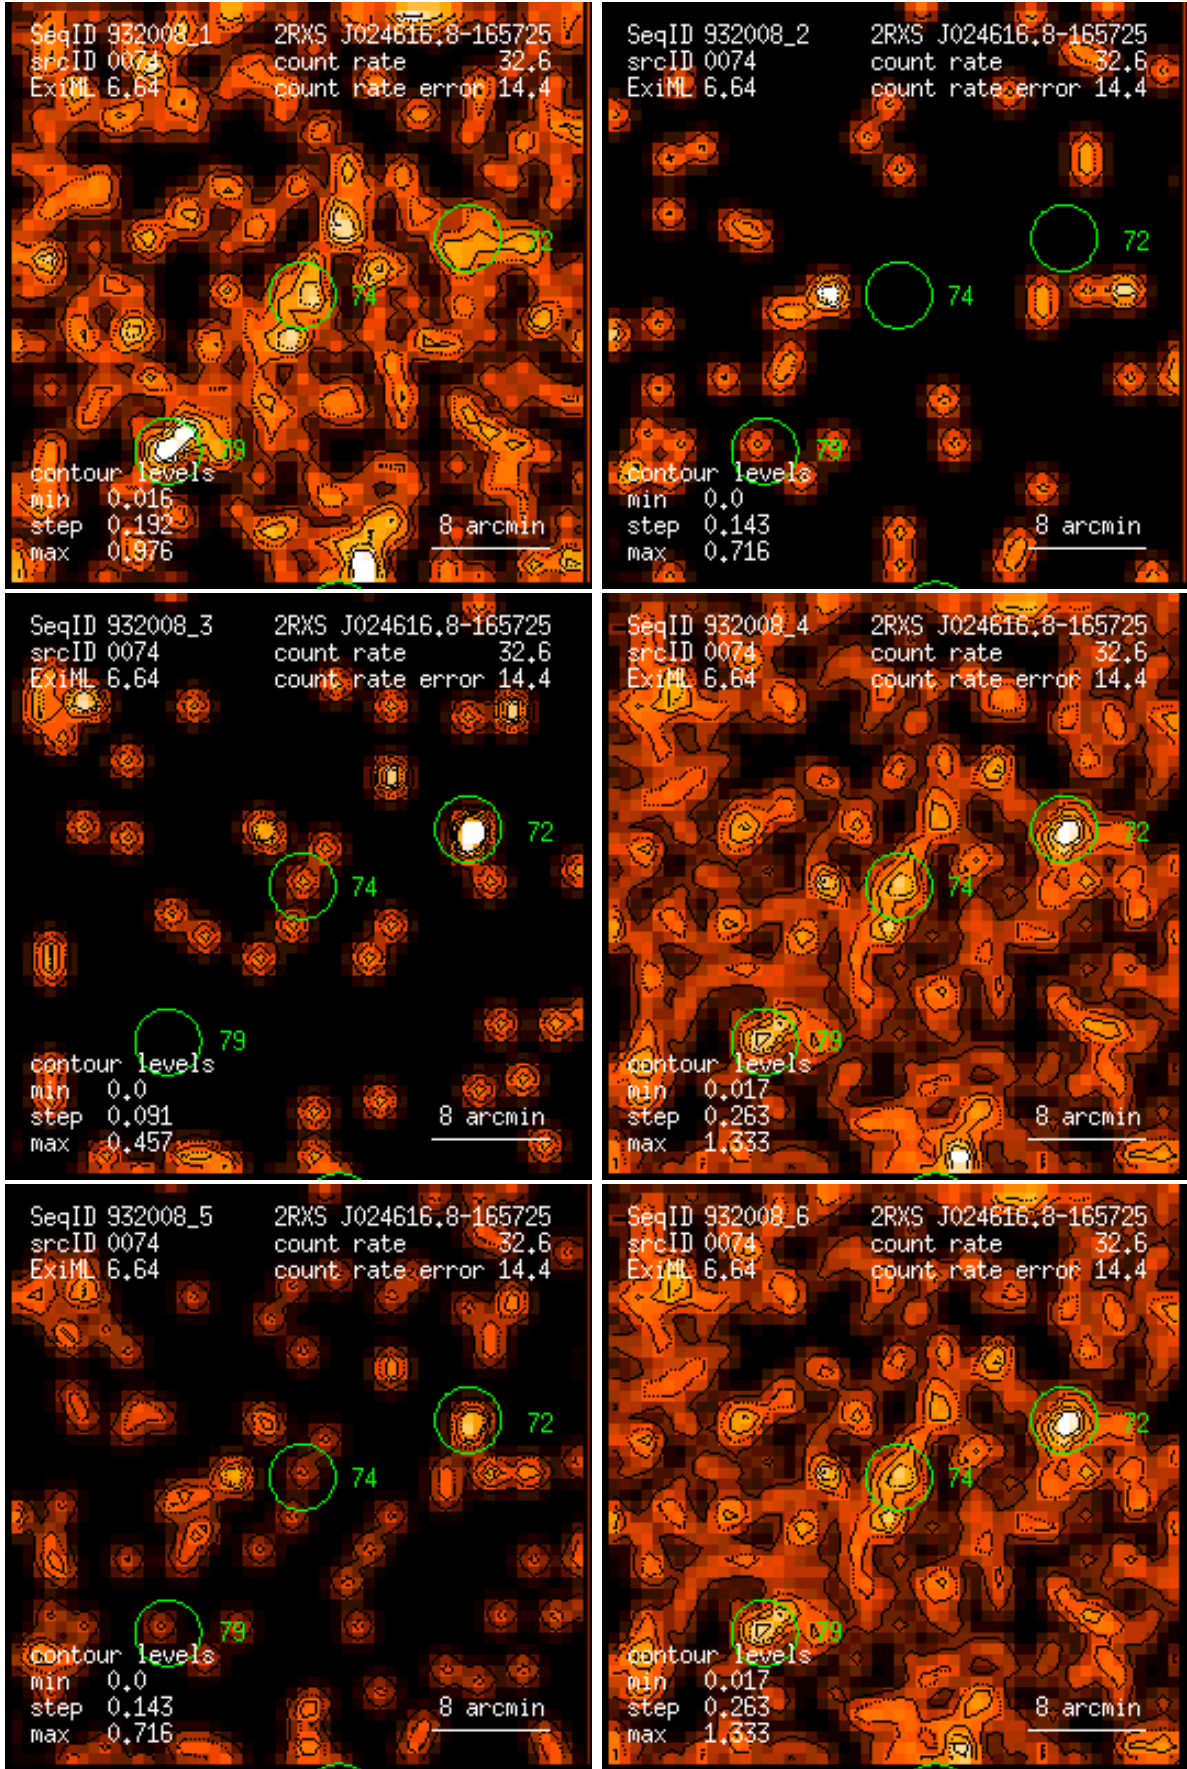 SeqID 932008_1 2RXS J024616.8-165725
srcID 0074 count rate 32.6
ExiML 6.64 count rate error 14.4
72
74
79
contour levels
min 0.016
step 0.192 8 arcmin
max 0.976
SeqID 932008_2 2RXS J024616.8-165725
srcID 0074 count rate 32.6
ExiML 6.64 count rate error 14.4
72
74
79
contour levels
min 0.0
step 0.143 8 arcmin
max 0.716
SeqID 932008_3 2RXS J024616.8-165725
srcID 0074 count rate 32.6
ExiML 6.64 count rate error 14.4
72
74
79
contour levels
min 0.0
step 0.091 8 arcmin
max 0.457
SeqID 932008_4 2RXS J024616.8-165725
srcID 0074 count rate 32.6
ExiML 6.64 count rate error 14.4
72
74
79
contour levels
min 0.017
step 0.263 8 arcmin
max 1.333
SeqID 932008_5 2RXS J024616.8-165725
srcID 0074 count rate 32.6
ExiML 6.64 count rate error 14.4
72
74
79
contour levels
min 0.0
step 0.143 8 arcmin
max 0.716
SeqID 932008_6 2RXS J024616.8-165725
srcID 0074 count rate 32.6
ExiML 6.64 count rate error 14.4
72
74
79
contour levels
min 0.017
step 0.263 8 arcmin
max 1.333